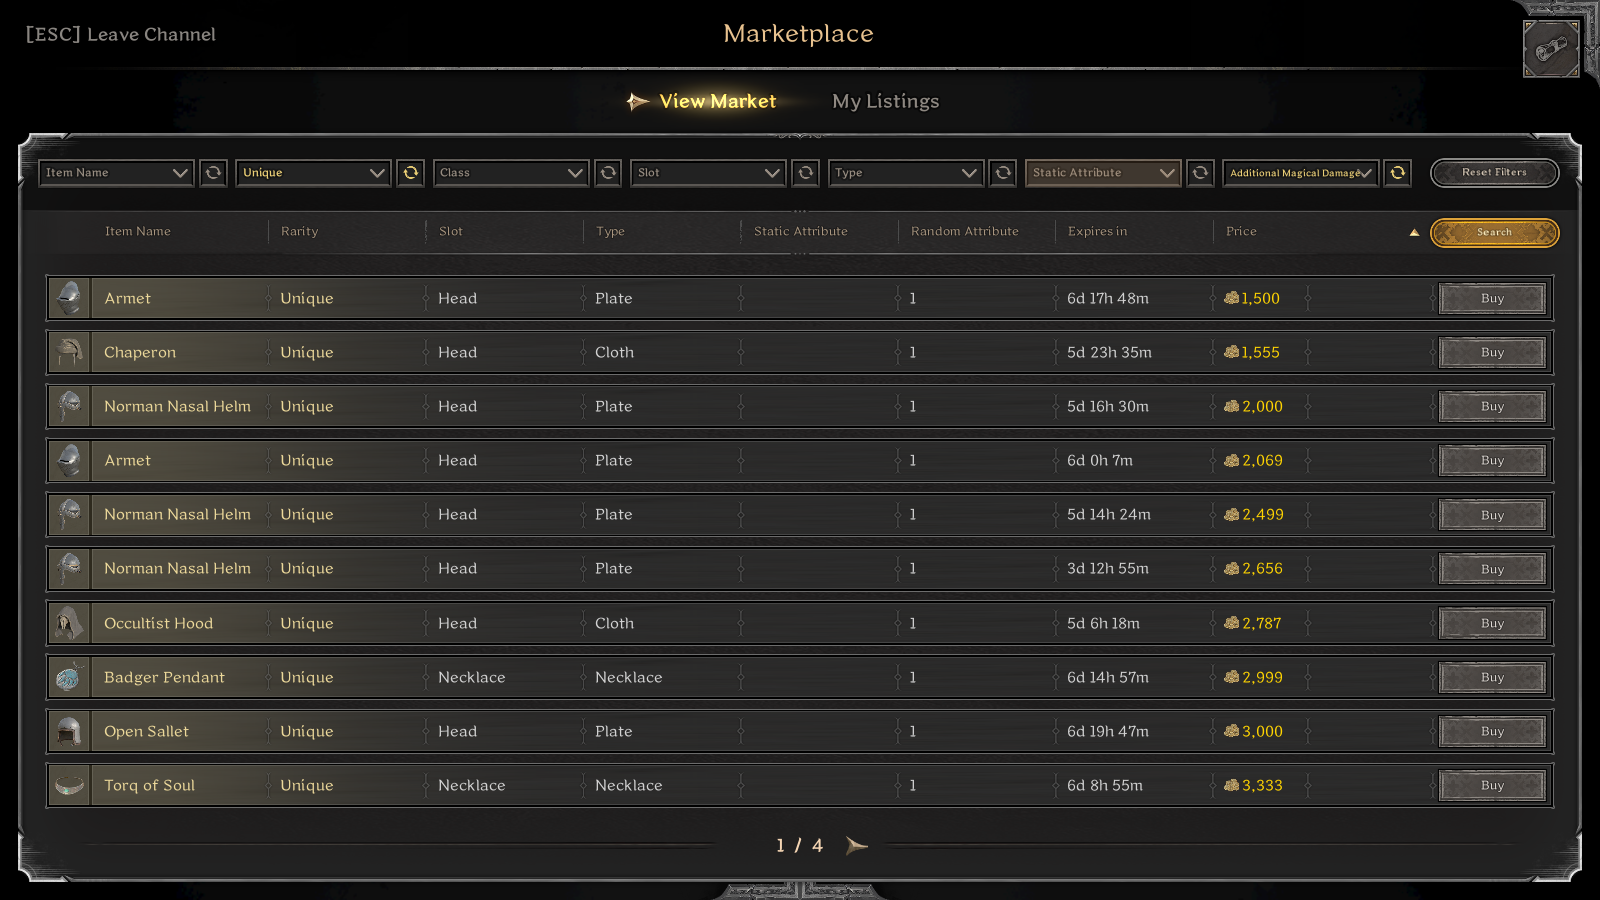 [ESC] Leave Channel
Marketplace
View Market
My Listings
Item Name
Unique
Class
Slot
Type
Static Attribute
Additional Magical Damage
Reset Filters
Item Name Rarity Slot Type Static Attribute Random Attribute Expires in Price
Search
Armet Unique Head Plate 1 6d 17h 48m 1,500 Buy
Chaperon Unique Head Cloth 1 5d 23h 35m 1,555 Buy
Norman Nasal Helm Unique Head Plate 1 5d 16h 30m 2,000 Buy
Armet Unique Head Plate 1 6d 0h 7m 2,069 Buy
Norman Nasal Helm Unique Head Plate 1 5d 14h 24m 2,499 Buy
Norman Nasal Helm Unique Head Plate 1 3d 12h 55m 2,656 Buy
Occultist Hood Unique Head Cloth 1 5d 6h 18m 2,787 Buy
Badger Pendant Unique Necklace Necklace 1 6d 14h 57m 2,999 Buy
Open Sallet Unique Head Plate 1 6d 19h 47m 3,000 Buy
Torq of Soul Unique Necklace Necklace 1 6d 8h 55m 3,333 Buy
1 / 4